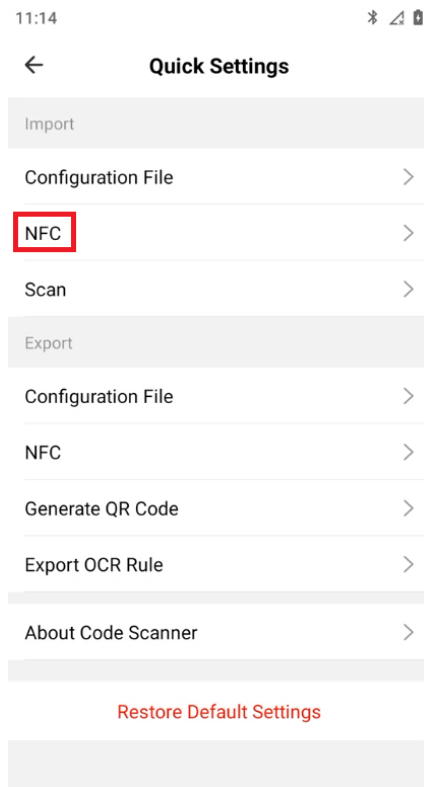 11:14
Quick Settings
Import
Configuration File
NFC
Scan
Export
Configuration File
NFC
Generate QR Code
Export OCR Rule
About Code Scanner
Restore Default Settings